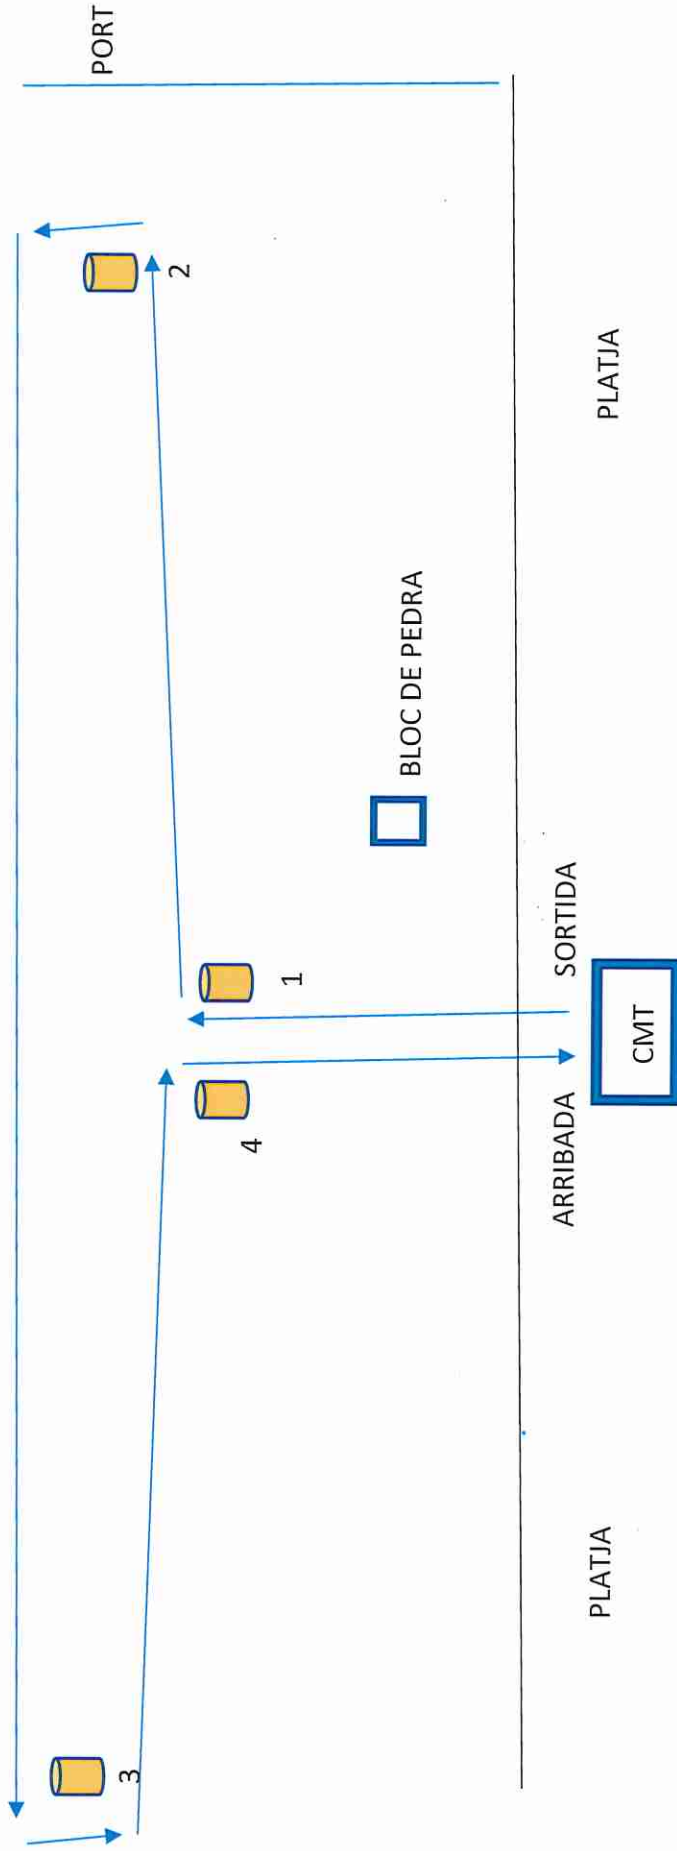 PORT
2
3
1
4
BLOC DE PEDRA
SORTIDA
ARRIBADA
CMT
PLATJA
PLATJA